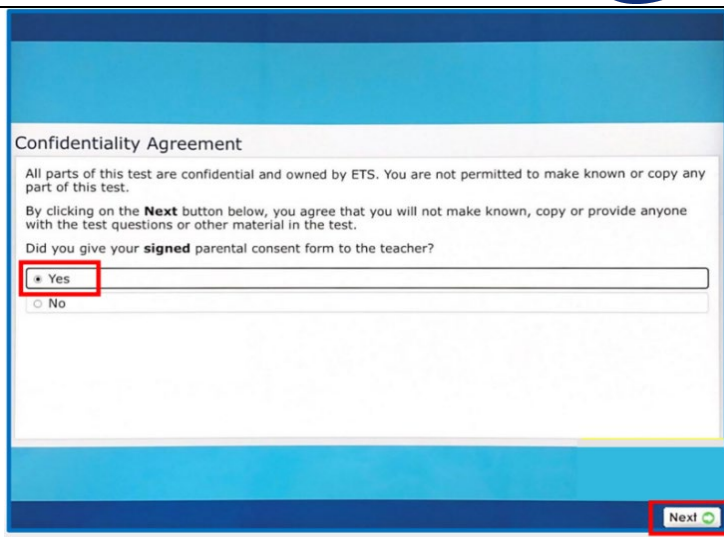 Confidentiality Agreement
All parts of this test are confidential and owned by ETS. You are not permitted to make known or copy any
part of this test.
By clicking on the Next button below, you agree that you will not make known, copy or provide anyone
with the test questions or other material in the test.
Did you give your signed parental consent form to the teacher?
Yes
No
Next